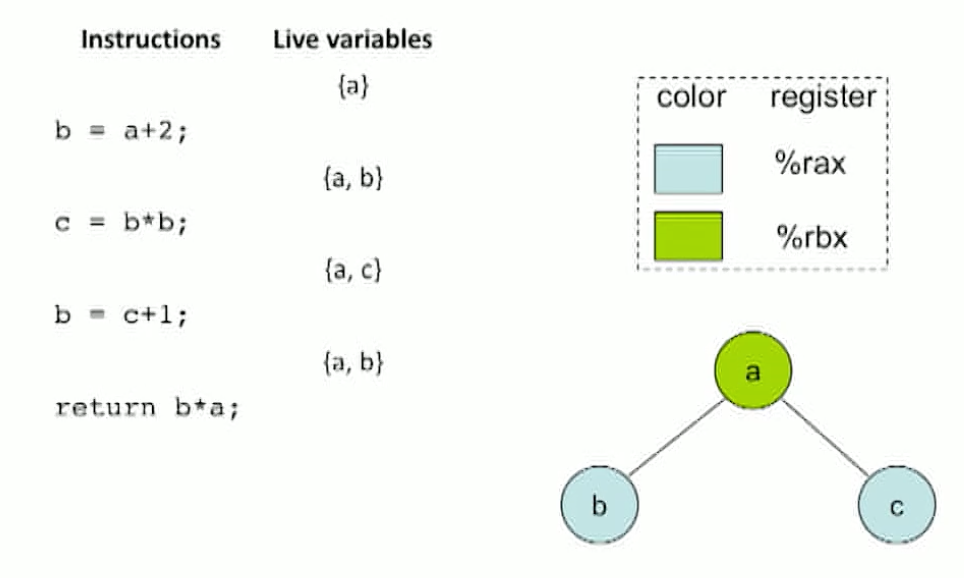 Instructions Live variables
{a}
b = a+2;
{a, b}
c = b*b;
{a, c}
b = c+1;
{a, b}
return b*a;
color register
%rax
%rbx
a
b c